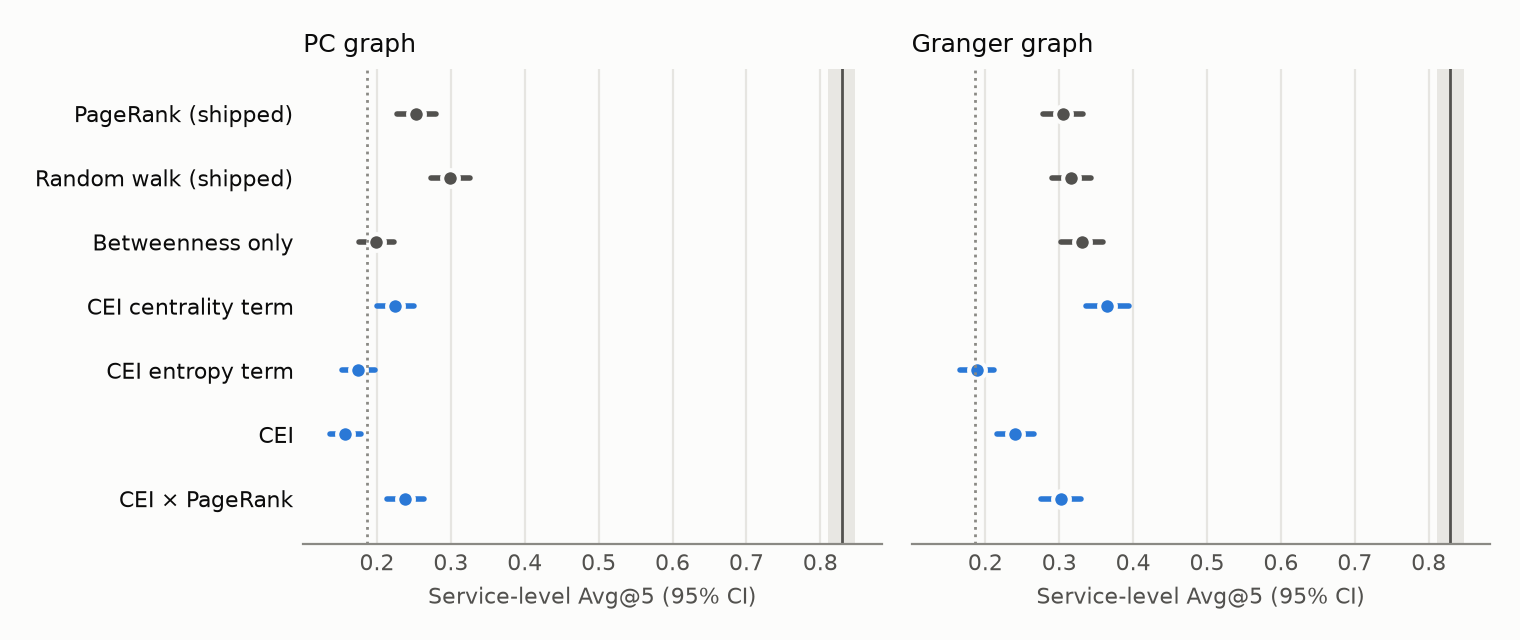 PC graph
Granger graph
PageRank (shipped)
Random walk (shipped)
Betweenness only
CEI centrality term
CEI entropy term
CEI
CEI × PageRank
0.2 0.3 0.4 0.5 0.6 0.7 0.8
0.2 0.3 0.4 0.5 0.6 0.7 0.8
Service-level Avg@5 (95% CI)
Service-level Avg@5 (95% CI)